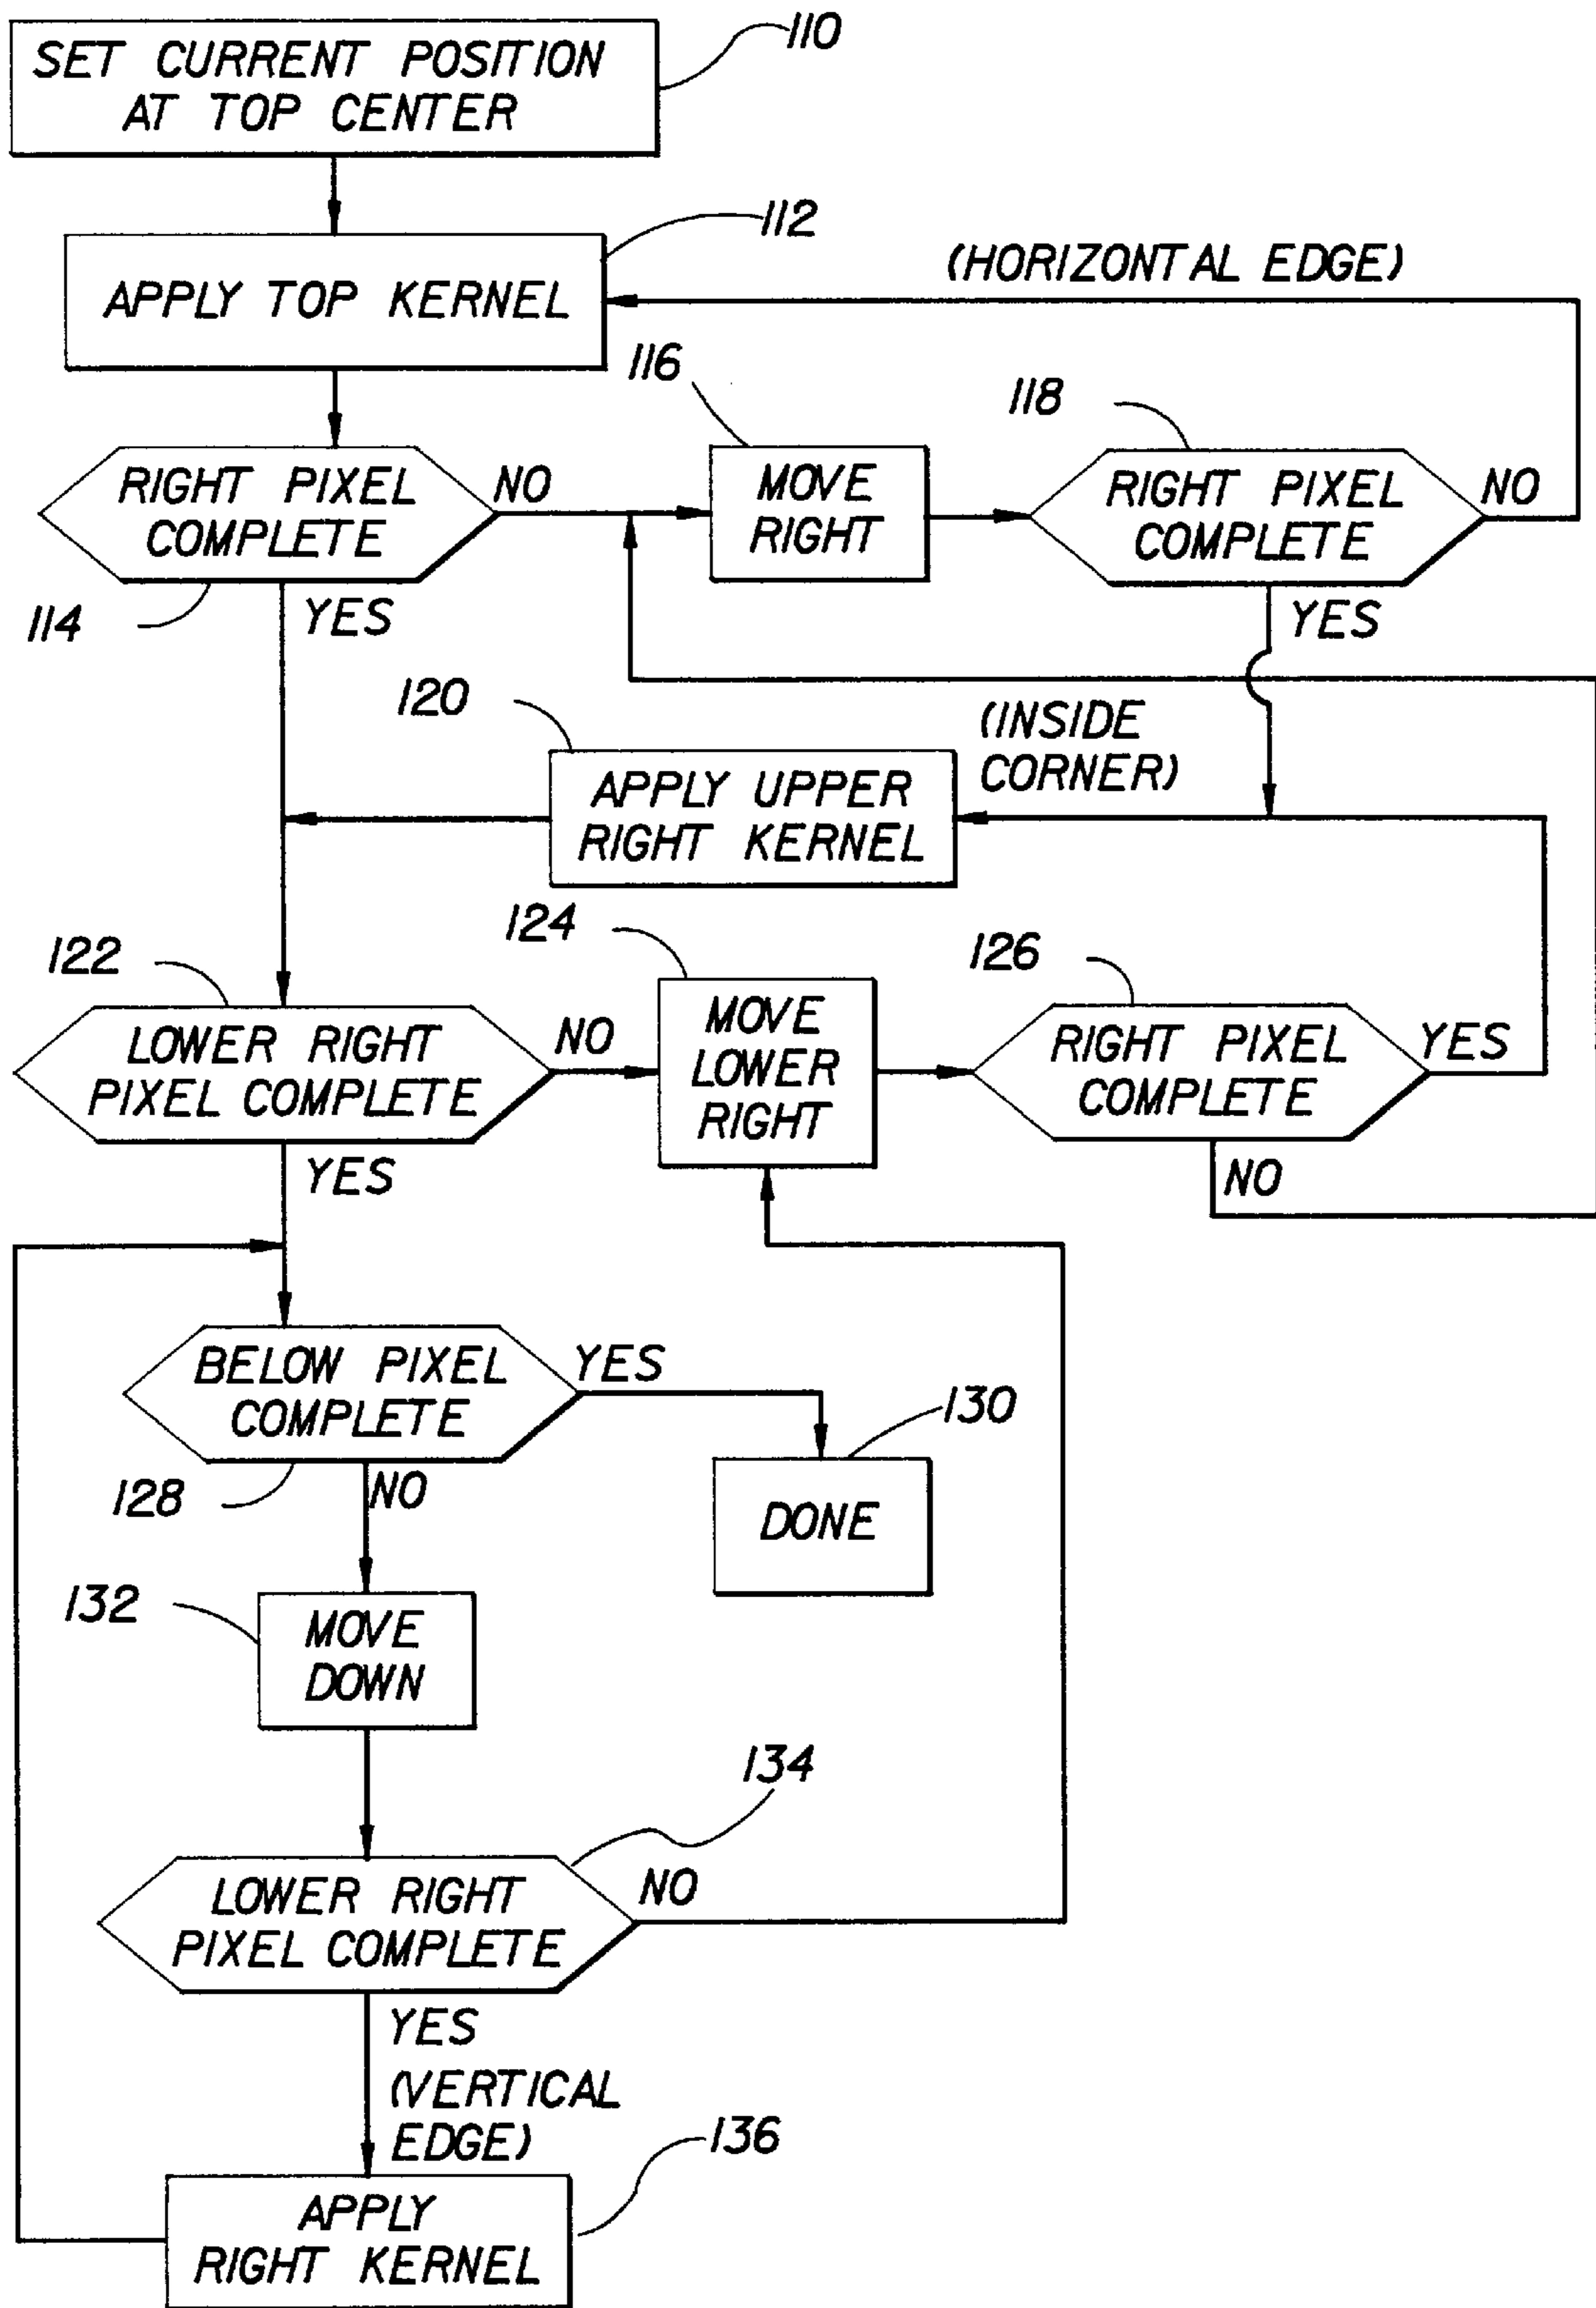 110
SET CURRENT POSITION
AT TOP CENTER
112
(HORIZONTAL EDGE)
APPLY TOP KERNEL
116
118
RIGHT PIXEL
COMPLETE
NO
MOVE
RIGHT
RIGHT PIXEL
COMPLETE
NO
114
YES
YES
120
(INSIDE
CORNER)
APPLY UPPER
RIGHT KERNEL
122
124
126
LOWER RIGHT
PIXEL COMPLETE
NO
MOVE
LOWER
RIGHT
RIGHT PIXEL
COMPLETE
YES
YES
NO
BELOW PIXEL
COMPLETE
YES
130
128
NO
DONE
132
MOVE
DOWN
134
LOWER RIGHT
PIXEL COMPLETE
NO
YES
(VERTICAL
EDGE)
136
APPLY
RIGHT KERNEL